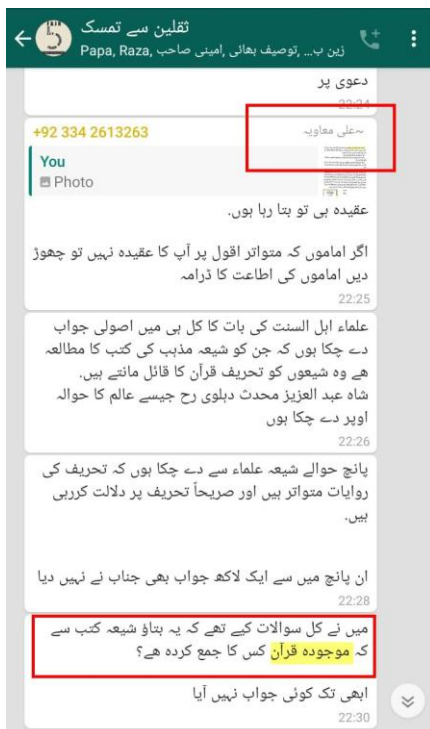 ثقلین سے تمسک
زین ب...، توصیف بھائی, امینی صاحب, Papa, Raza
دعوی پر
22:24
+92 334 2613263
~علی معاویہ
You
Photo
عقیدہ ہی تو بتا رہا ہوں.
اگر اماموں کہ متواتر اقول پر آپ کا عقیدہ نہیں تو چھوڑ
دیں اماموں کی اطاعت کا ڈرامہ
22:25
علماء اہل السنت کی بات کا کل ہی میں اصولی جواب
دے چکا ہوں کہ جن کو شیعہ مذہب کی کتب کا مطالعہ
ھے وہ شیعوں کو تحریف قرآن کا قائل مانتے ہیں.
شاہ عبد العزیز محدث دہلوی رح جیسے عالم کا حوالہ
اوپر دے چکا ہوں
22:26
پانچ حوالے شیعہ علماء سے دے چکا ہوں کہ تحریف کی
روایات متواتر ہیں اور صریحاً تحریف پر دلالت کررہی
ہیں.
ان پانچ میں سے ایک لاکھ جواب بھی جناب نے نہیں دیا
22:28
میں نے کل سوالات کیے تھے کہ یہ بتاؤ شیعہ کتب سے
کہ موجودہ قرآن کس کا جمع کردہ ھے؟
ابھی تک کوئی جواب نہیں آیا
22:30